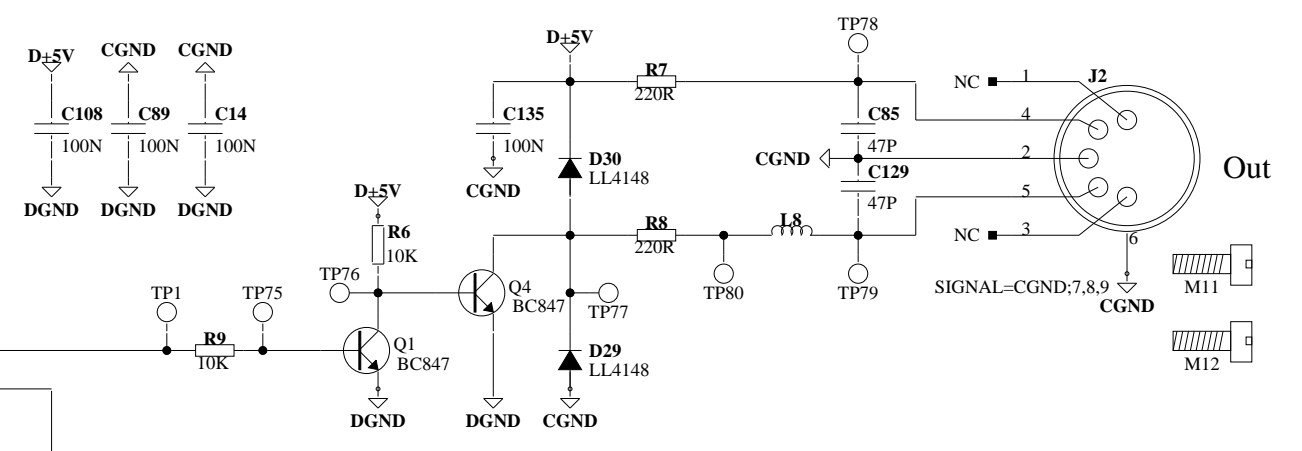 TP78
D+5V CGND CGND D+5V
C108 C89 C14
100N 100N 100N
C135
100N
CGND
R7
220R
NC 1 J2
4
C85
47P
CGND 2
C129
47P
Out
D30
LL4148
5
DGND DGND DGND
D+5V
R6
10K
R8
220R
L8
NC 3
6
TP76
Q4
BC847
TP77
TP80
TP79
SIGNAL=CGND;7,8,9
CGND
M11
TP1 TP75
R9
10K
Q1
BC847
D29
LL4148
M12
DGND DGND CGND